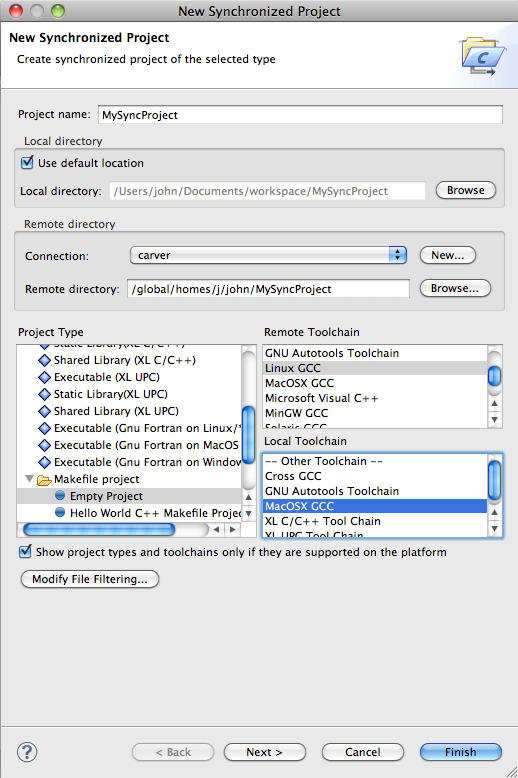 New Synchronized Project
New Synchronized Project
Create synchronized project of the selected type
C
Project name: MySyncProject
Local directory
Use default location
Local directory: /Users/john/Documents/workspace/MySyncProject Browse
Remote directory
Connection: carver New...
Remote directory: /global/homes/j/john/MySyncProject Browse...
Project Type
Static Library(XL C/C++)
Shared Library (XL C/C++)
Executable (XL UPC)
Static Library(XL UPC)
Shared Library (XL UPC)
Executable (Gnu Fortran on Linux/*
Executable (Gnu Fortran on MacOS
Executable (Gnu Fortran on Window
Makefile project
Empty Project
Hello World C++ Makefile Proje
Remote Toolchain
GNU Autotools Toolchain
Linux GCC
MacOSX GCC
Microsoft Visual C++
MinGW GCC
Solaris GCC
Local Toolchain
-- Other Toolchain --
Cross GCC
GNU Autotools Toolchain
MacOSX GCC
XL C/C++ Tool Chain
XL UPC Tool Chain
Show project types and toolchains only if they are supported on the platform
Modify File Filtering...
? < Back Next > Cancel Finish